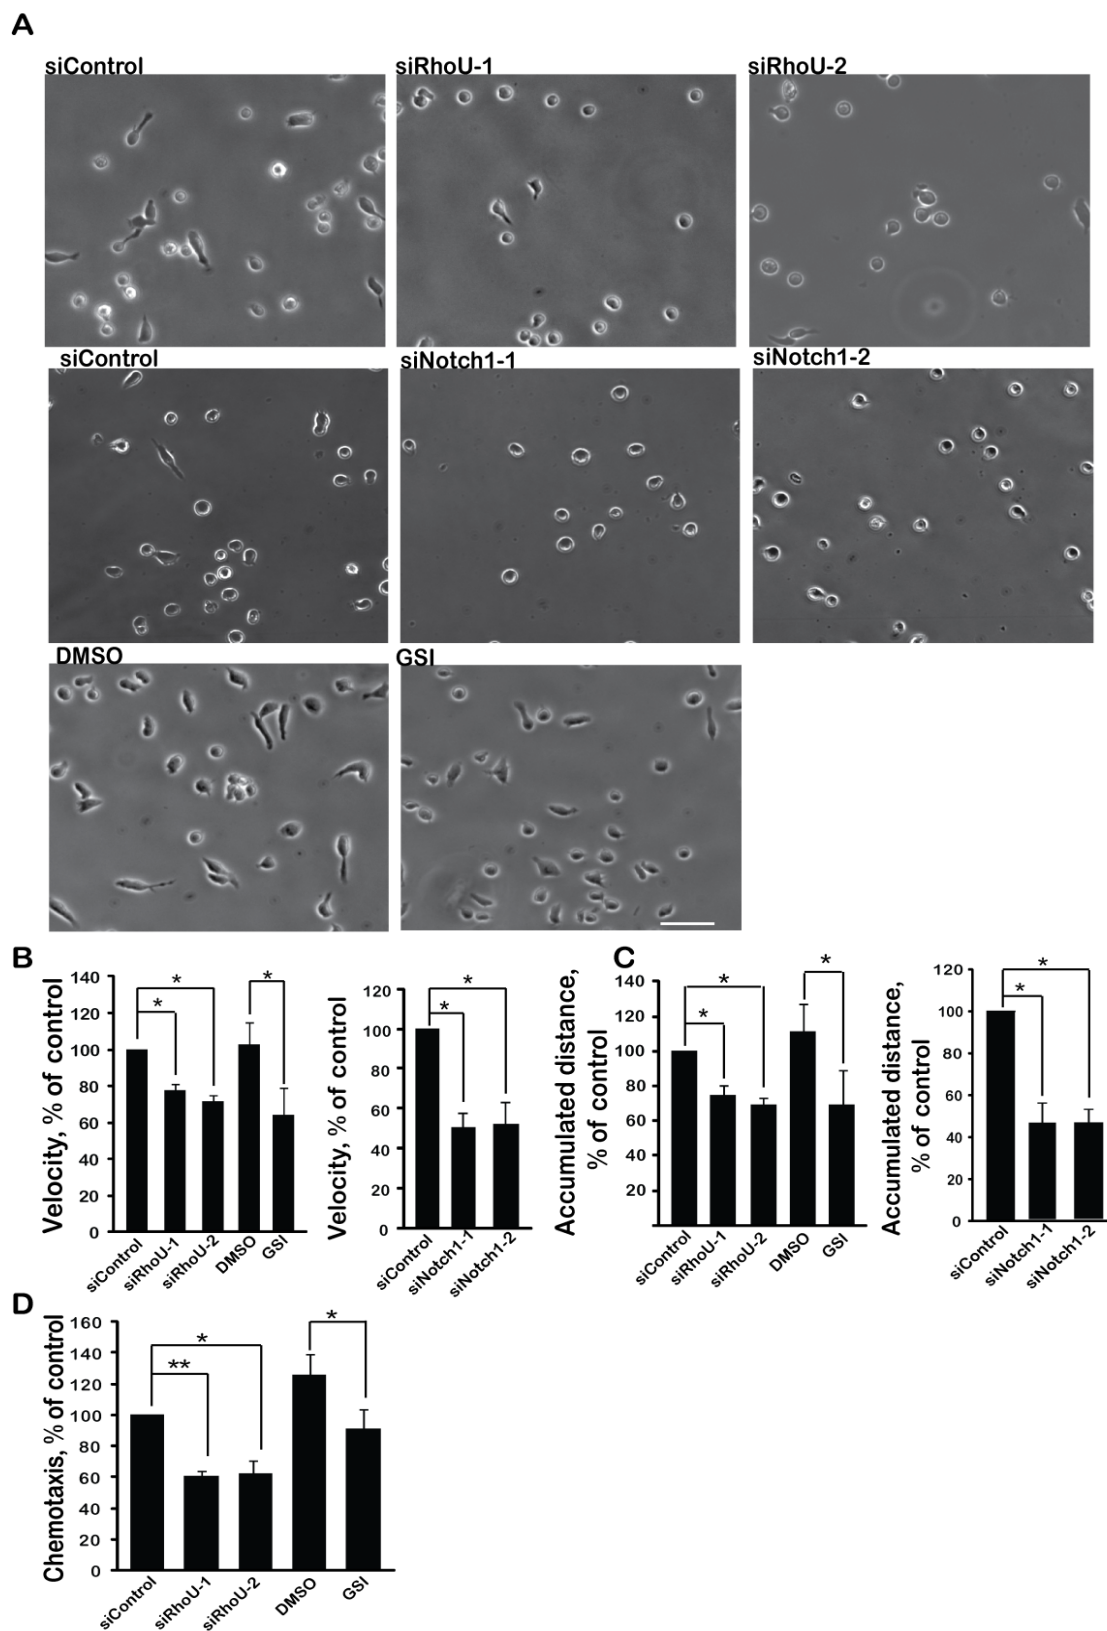 A
siControl
siRhoU-1
siRhoU-2
siControl
siNotch1-1
siNotch1-2
DMSO
GSI
B
Velocity, % of control
140
120
100
80
60
40
20
0
*
*
*
siControl
siRhoU-1
siRhoU-2
DMSO
GSI
Velocity, % of control
120
100
80
60
40
20
0
*
*
siControl
siNotch1-1
siNotch1-2
C
Accumulated distance,
% of control
140
120
100
80
60
40
20
*
*
*
siControl
siRhoU-1
siRhoU-2
DMSO
GSI
Accumulated distance,
% of control
120
100
80
60
40
20
0
*
*
siControl
siNotch1-1
siNotch1-2
D
Chemotaxis, % of control
160
140
120
100
80
60
40
20
0
*
**
*
siControl
siRhoU-1
siRhoU-2
DMSO
GSI